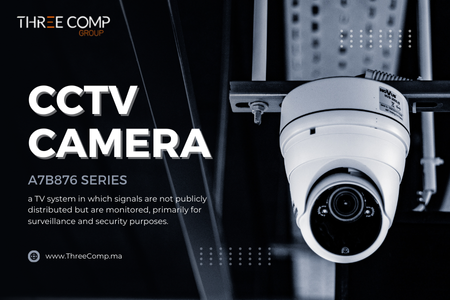 THREE COMP
GROUP
CCTV
CAMERA
A7B876 SERIES
a TV system in which signals are not publicly
distributed but are monitored, primarily for
surveillance and security purposes.
www.ThreeComp.ma